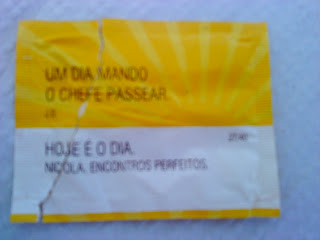 UM DIA MANDO
O CHEFE PASSEAR.
HOJE É O DIA.
NICOLA. ENCONTROS PERFEITOS.